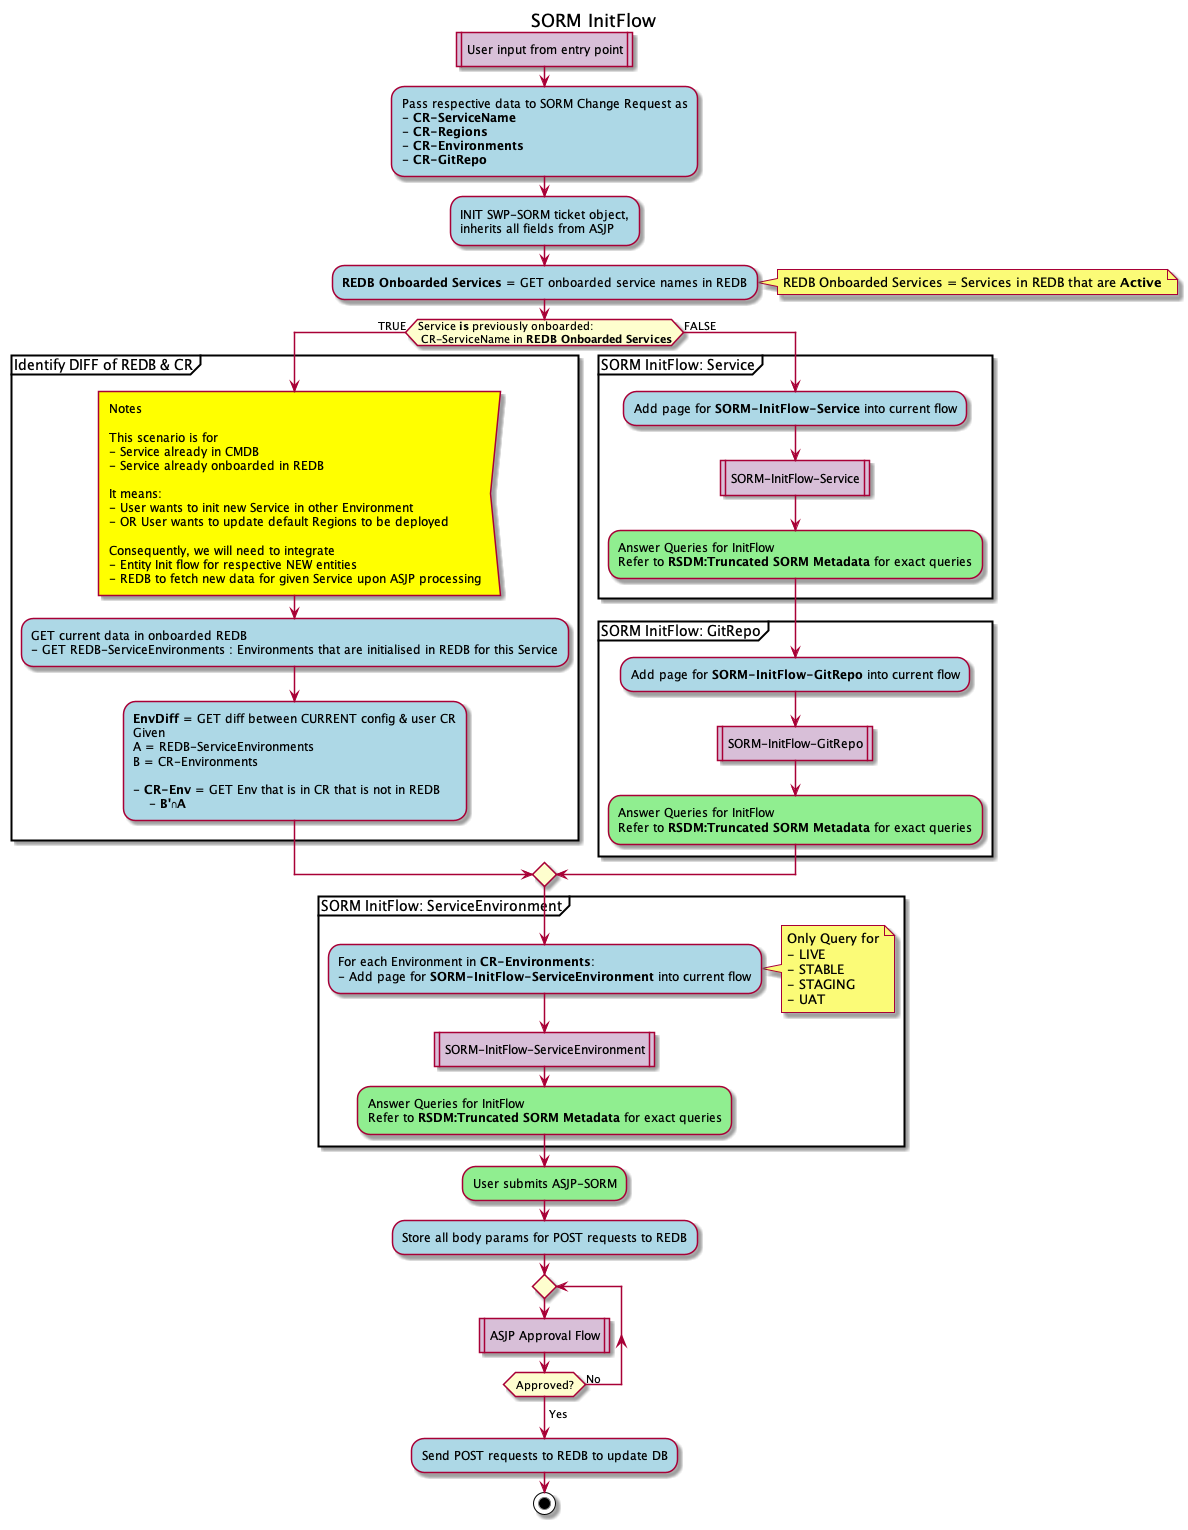 SORM InitFlow
User input from entry point
Pass respective data to SORM Change Request as
- CR-ServiceName
- CR-Regions
- CR-Environments
- CR-GitRepo
INIT SWP-SORM ticket object,
inherits all fields from ASJP
REDB Onboarded Services = GET onboarded service names in REDB
REDB Onboarded Services = Services in REDB that are Active
TRUE
Service is previously onboarded:
CR-ServiceName in REDB Onboarded Services
FALSE
Identify DIFF of REDB & CR
Notes
This scenario is for
- Service already in CMDB
- Service already onboarded in REDB
It means:
- User wants to init new Service in other Environment
- OR User wants to update default Regions to be deployed
Consequently, we will need to integrate
- Entity Init flow for respective NEW entities
- REDB to fetch new data for given Service upon ASJP processing
GET current data in onboarded REDB
- GET REDB-ServiceEnvironments : Environments that are initialised in REDB for this Service
EnvDiff = GET diff between CURRENT config & user CR
Given
A = REDB-ServiceEnvironments
B = CR-Environments
- CR-Env = GET Env that is in CR that is not in REDB
- B'∩A
SORM InitFlow: Service
Add page for SORM-InitFlow-Service into current flow
SORM-InitFlow-Service
Answer Queries for InitFlow
Refer to RSDM:Truncated SORM Metadata for exact queries
SORM InitFlow: GitRepo
Add page for SORM-InitFlow-GitRepo into current flow
SORM-InitFlow-GitRepo
Answer Queries for InitFlow
Refer to RSDM:Truncated SORM Metadata for exact queries
SORM InitFlow: ServiceEnvironment
For each Environment in CR-Environments:
- Add page for SORM-InitFlow-ServiceEnvironment into current flow
Only Query for
- LIVE
- STABLE
- STAGING
- UAT
SORM-InitFlow-ServiceEnvironment
Answer Queries for InitFlow
Refer to RSDM:Truncated SORM Metadata for exact queries
User submits ASJP-SORM
Store all body params for POST requests to REDB
ASJP Approval Flow
Approved?
No
Yes
Send POST requests to REDB to update DB